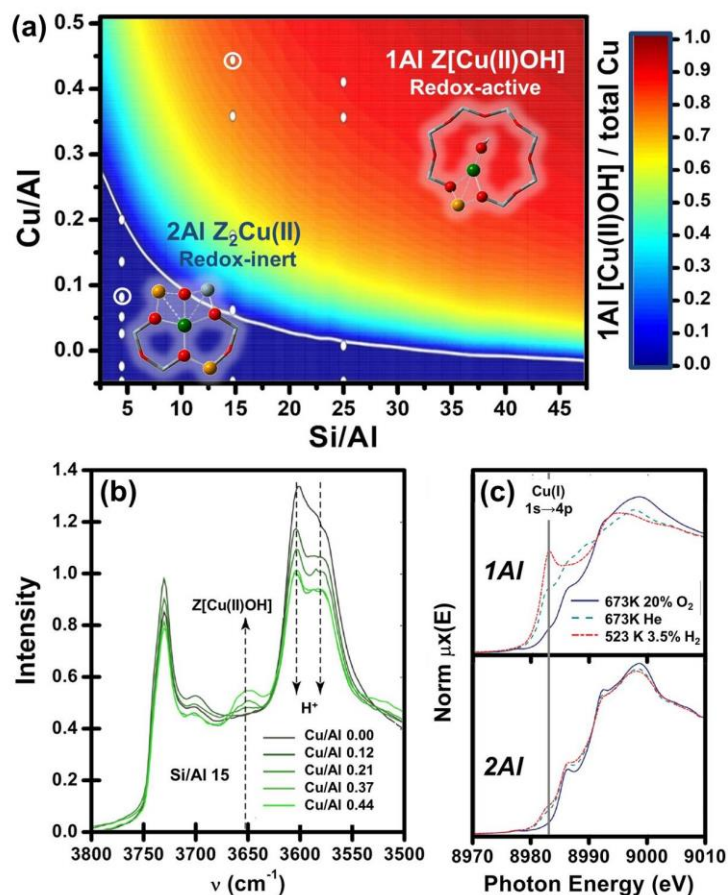 (a)
0.5
0.4
0.3
0.2
0.1
0.0
Cu/Al
1Al Z[Cu(II)OH]
Redox-active
2Al Z₂Cu(II)
Redox-inert
5 10 15 20 25 30 35 40 45
Si/Al
1.0
0.9
0.8
0.7
0.6
0.5
0.4
0.3
0.2
0.1
0.0
1Al [Cu(II)OH] / total Cu
(b)
1.4
1.2
1.0
0.8
0.6
0.4
0.2
0.0
Intensity
Z[Cu(II)OH]
H⁺
Si/Al 15
Cu/Al 0.00
Cu/Al 0.12
Cu/Al 0.21
Cu/Al 0.37
Cu/Al 0.44
3800 3750 3700 3650 3600 3550 3500
ν (cm⁻¹)
(c)
Cu(I)
1s→4p
1Al
673K 20% O₂
673K He
523 K 3.5% H₂
2Al
Norm μx(E)
8970 8980 8990 9000 9010
Photon Energy (eV)